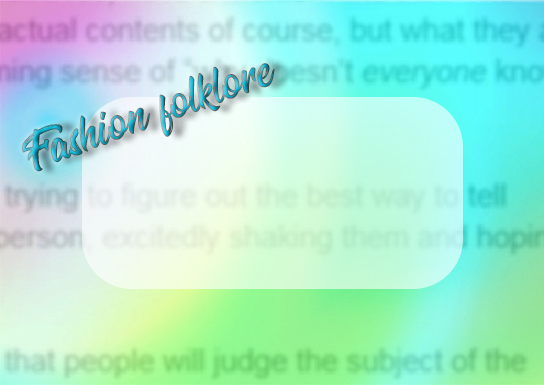 actual contents of course, but what they a
ning sense of "w esn't everyone kno
Fashion folklore
trying to figure out the best way to tell
person, excitedly shaking them and hopin
that people will judge the subject of the